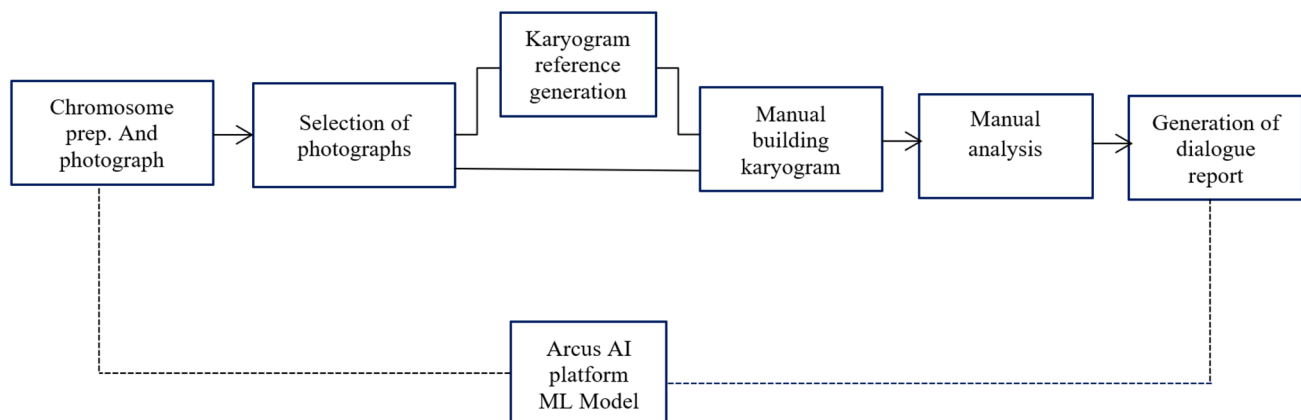 Chromosome
prep. And
photograph
Selection of
photographs
Karyogram
reference
generation
Manual
building
karyogram
Manual
analysis
Generation of
dialogue
report
Arcus AI
platform
ML Model